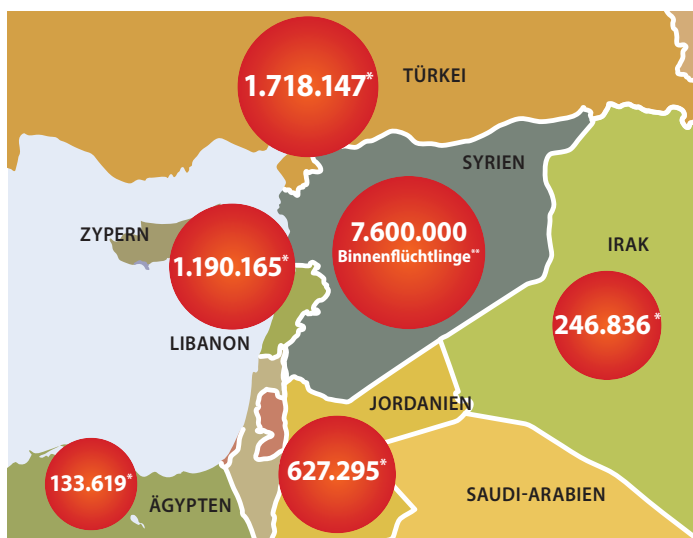 1.718.147*
TÜRKEI
SYRIEN
ZYPERN
7.600.000
Binnenflüchtlinge**
1.190.165*
IRAK
246.836 *
LIBANON
JORDANIEN
627.295*
133.619*
ÄGYPTEN
SAUDI-ARABIEN